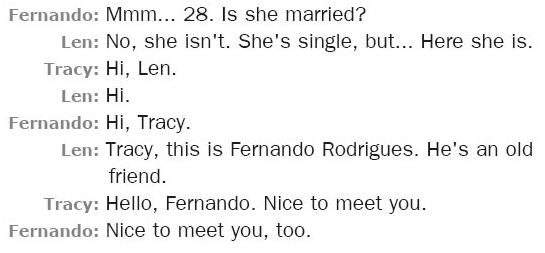 Fernando: Mmm... 28. Is she married?
Len: No, she isn't. She's single, but... Here she is.
Tracy: Hi, Len.
Len: Hi.
Fernando: Hi, Tracy.
Len: Tracy, this is Fernando Rodrigues. He's an old
friend.
Tracy: Hello, Fernando. Nice to meet you.
Fernando: Nice to meet you, too.